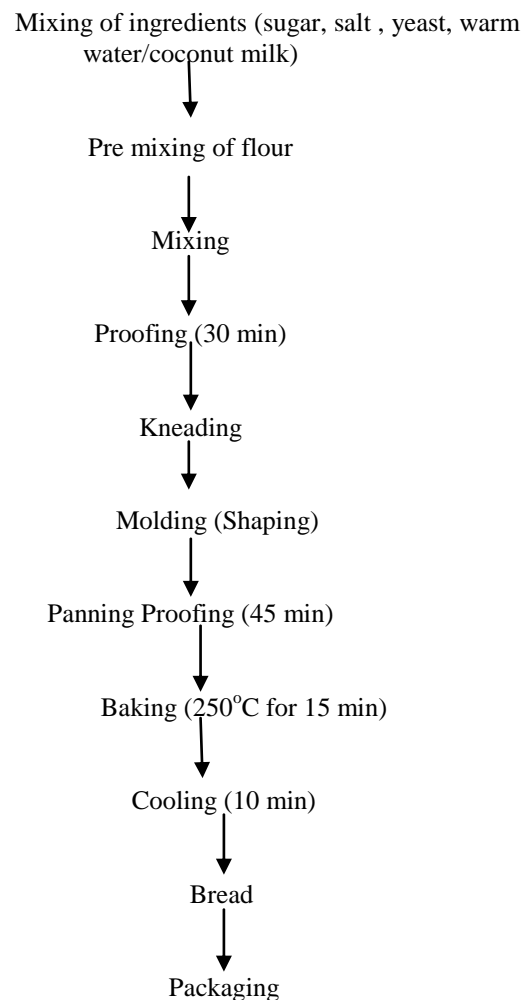 Mixing of ingredients (sugar, salt , yeast, warm
water/coconut milk)
Pre mixing of flour
Mixing
Proofing (30 min)
Kneading
Molding (Shaping)
Panning Proofing (45 min)
Baking (250°C for 15 min)
Cooling (10 min)
Bread
Packaging